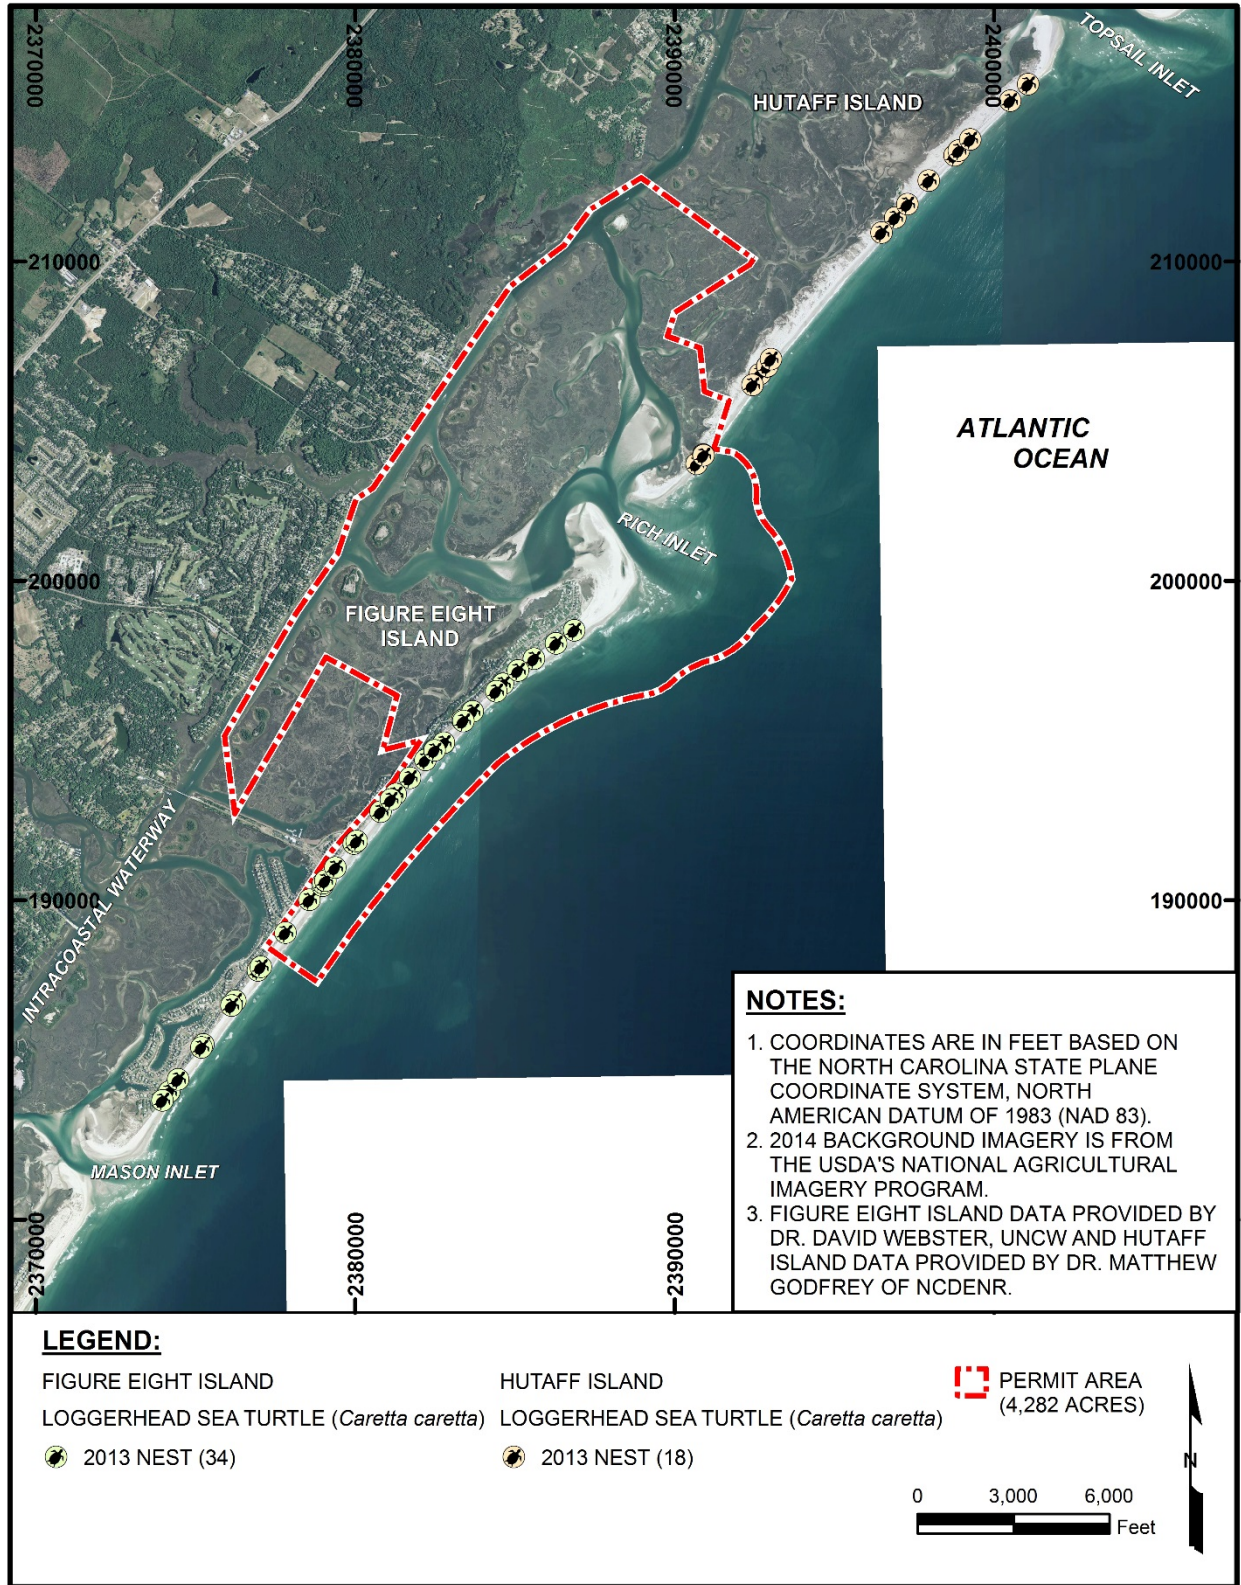 2370000
2380000
2390000
2400000
TOPSAIL INLET
HUTAFF ISLAND
210000
210000
ATLANTIC
OCEAN
RICH INLET
200000
200000
FIGURE EIGHT
ISLAND
INTRACOASTAL WATERWAY
190000
190000
MASON INLET
2370000
2380000
2390000
NOTES:
1. COORDINATES ARE IN FEET BASED ON
THE NORTH CAROLINA STATE PLANE
COORDINATE SYSTEM, NORTH
AMERICAN DATUM OF 1983 (NAD 83).
2. 2014 BACKGROUND IMAGERY IS FROM
THE USDA'S NATIONAL AGRICULTURAL
IMAGERY PROGRAM.
3. FIGURE EIGHT ISLAND DATA PROVIDED BY
DR. DAVID WEBSTER, UNCW AND HUTAFF
ISLAND DATA PROVIDED BY DR. MATTHEW
GODFREY OF NCDENR.
LEGEND:
FIGURE EIGHT ISLAND
LOGGERHEAD SEA TURTLE (Caretta caretta)
2013 NEST (34)
HUTAFF ISLAND
LOGGERHEAD SEA TURTLE (Caretta caretta)
2013 NEST (18)
PERMIT AREA
(4,282 ACRES)
N
0 3,000 6,000
Feet